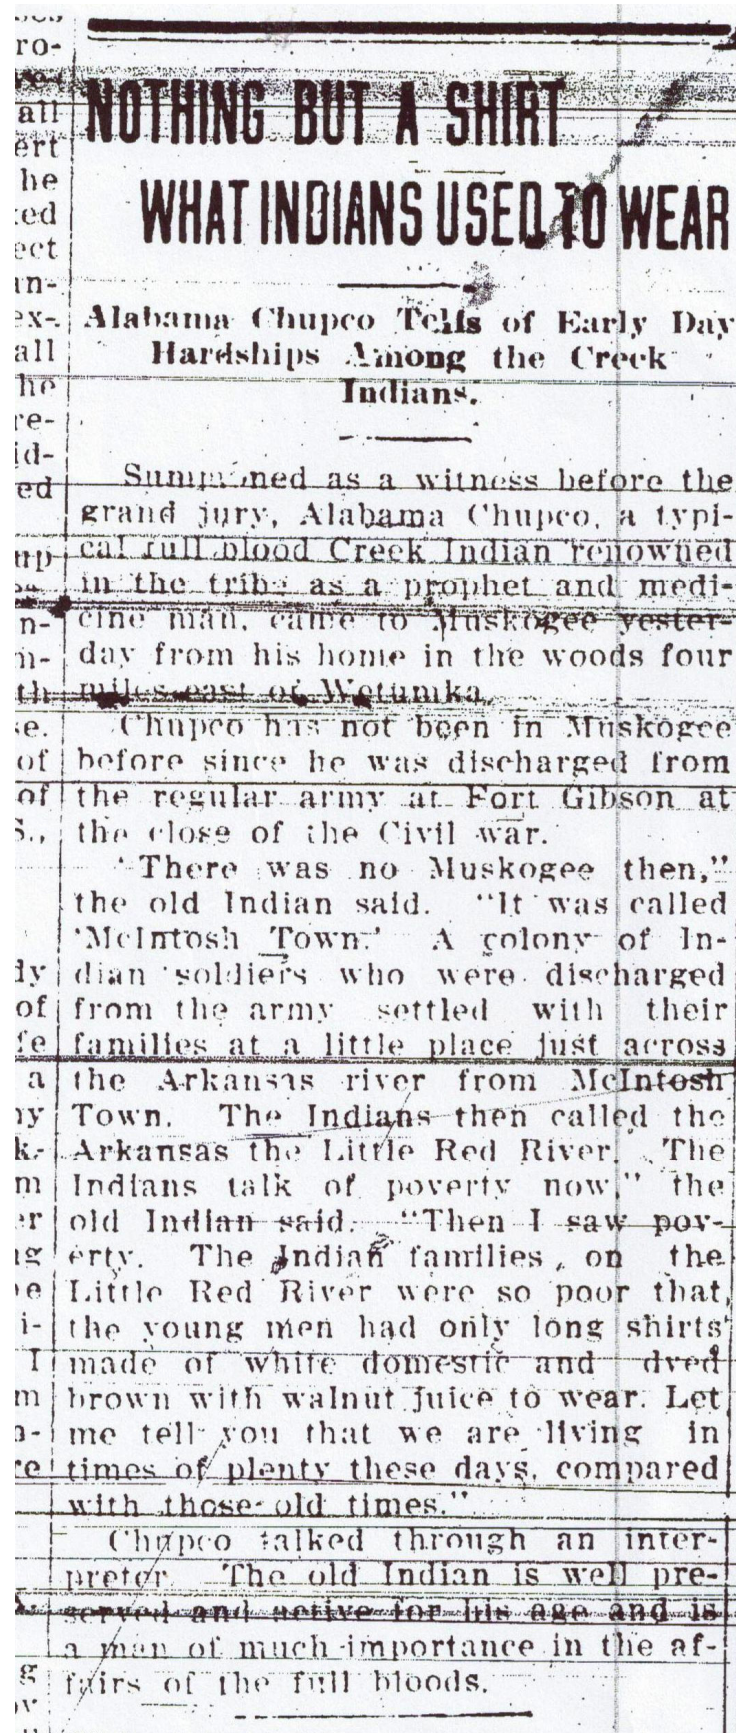 NOTHING BUT A SHIRT
WHAT INDIANS USED TO WEAR
Alabama Chupco Tells of Early Day
Hardships Among the Creek
Indians.
Summoned as a witness before the
grand jury, Alabama Chupco, a typi-
cal full blood Creek Indian renowned
in the tribe as a prophet and medi-
cine man, came to Muskogee yester-
day from his home in the woods four
miles east of Wetumka.
Chupco has not been in Muskogee
before since he was discharged from
the regular army at Fort Gibson at
the close of the Civil war.
"There was no Muskogee then,"
the old Indian said. "It was called
'McIntosh Town.' A colony of In-
dian soldiers who were discharged
from the army settled with their
families at a little place just across
the Arkansas river from McIntosh
Town. The Indians then called the
Arkansas the Little Red River. The
Indians talk of poverty now," the
old Indian said. "Then I saw pov-
erty. The Indian families on the
Little Red River were so poor that
the young men had only long shirts
made of white domestic and dyed
brown with walnut juice to wear. Let
me tell you that we are living in
times of plenty these days, compared
with those old times."
Chupco talked through an inter-
preter. The old Indian is well pre-
served and active for his age and is
a man of much importance in the af-
fairs of the full bloods.